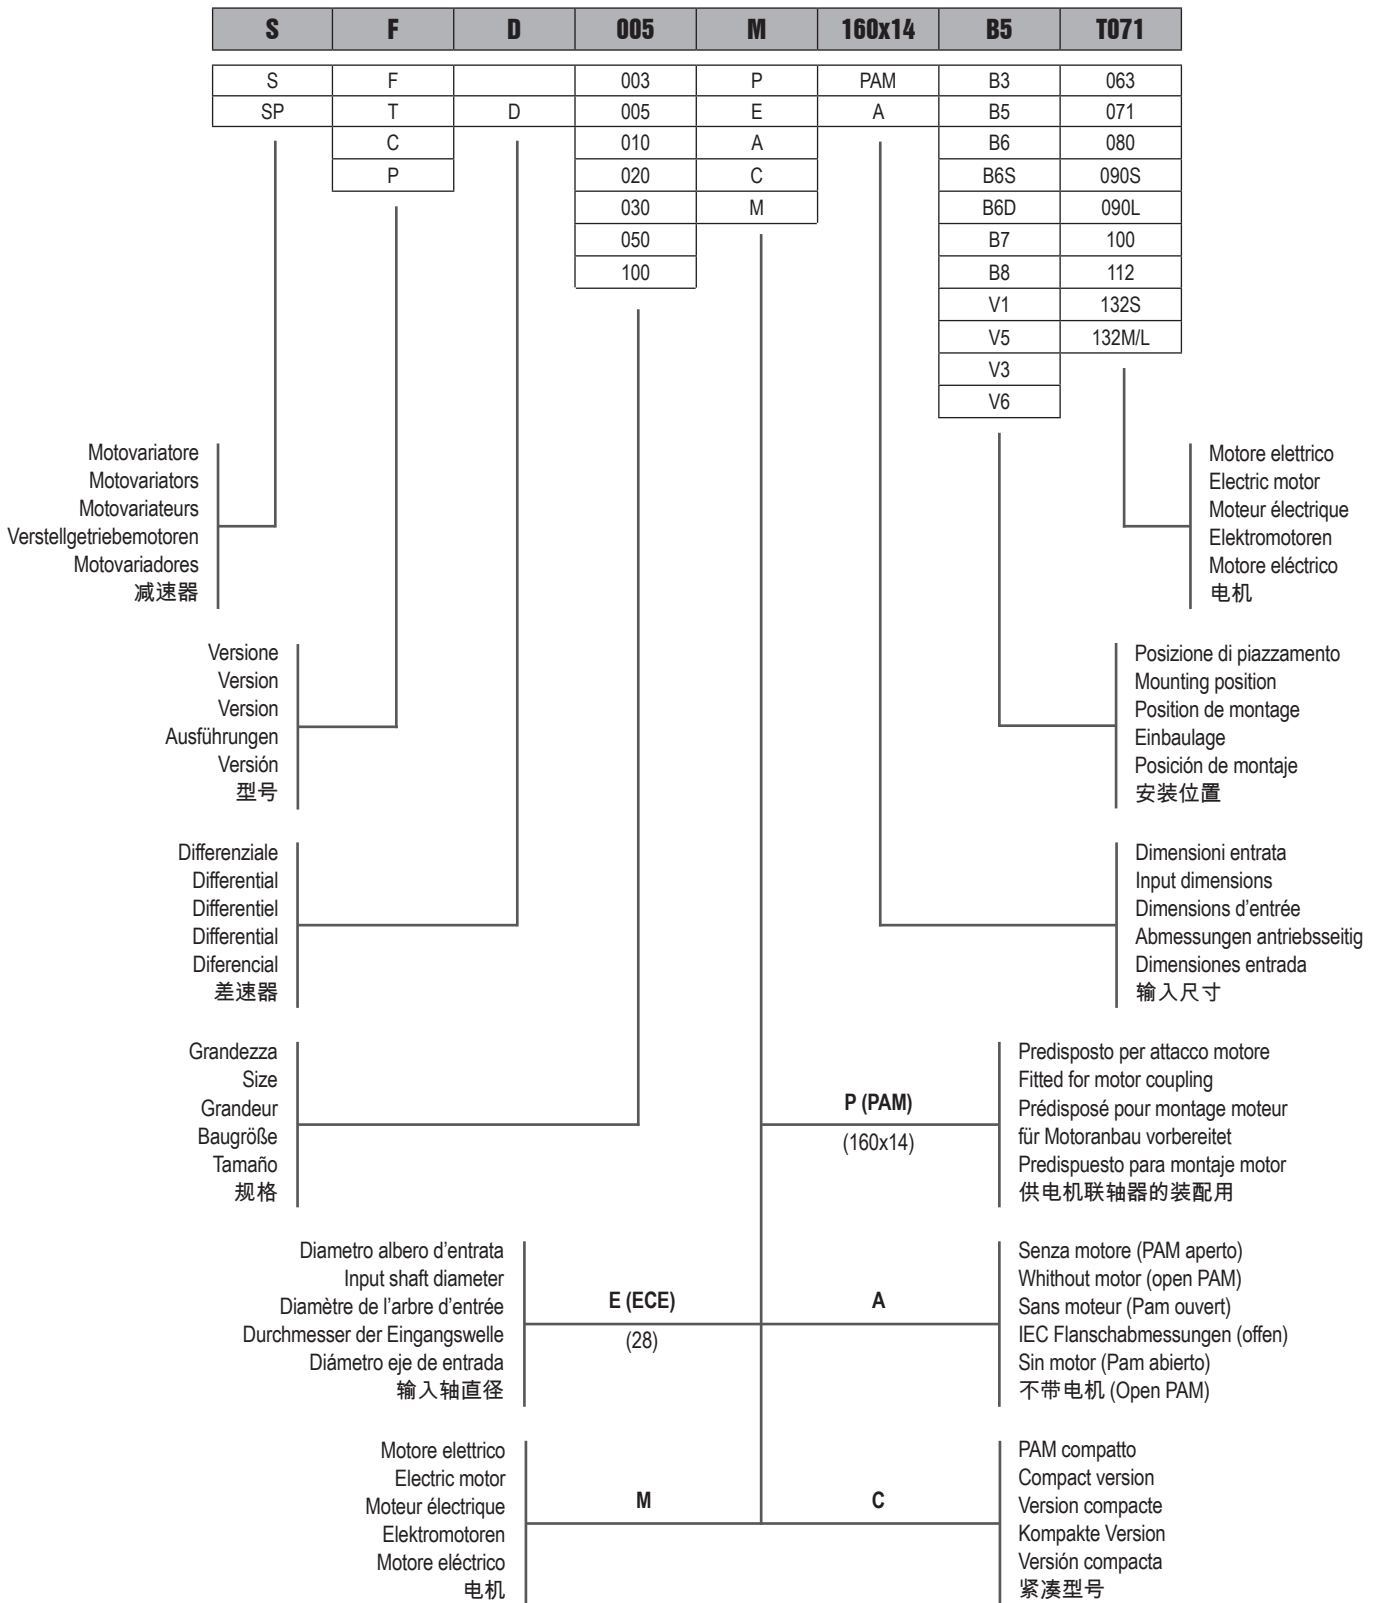 S F D 005 M 160x14 B5 T071
S F 003 P PAM B3 063
SP T D 005 E A B5 071
C 010 A B6 080
P 020 C B6S 090S
030 M B6D 090L
050 B7 100
100 B8 112
V1 132S
V5 132M/L
V3
V6
Motovariatore
Motovariators
Motovariateurs
Verstellgetriebemotoren
Motovariadores
减速器
Motore elettrico
Electric motor
Moteur électrique
Elektromotoren
Motore eléctrico
电机
Versione
Version
Version
Ausführungen
Versión
型号
Posizione di piazzamento
Mounting position
Position de montage
Einbaulage
Posición de montaje
安装位置
Differenziale
Differential
Differentiel
Differential
Diferencial
差速器
Dimensioni entrata
Input dimensions
Dimensions d'entrée
Abmessungen antriebsseitig
Dimensiones entrada
输入尺寸
Grandezza
Size
Grandeur
Baugröße
Tamaño
规格
P (PAM)
(160x14)
Predisposto per attacco motore
Fitted for motor coupling
Prédisposé pour montage moteur
für Motoranbau vorbereitet
Predispuesto para montaje motor
供电机联轴器的装配用
Diametro albero d'entrata
Input shaft diameter
Diamètre de l'arbre d'entrée
Durchmesser der Eingangswelle
Diámetro eje de entrada
输入轴直径
E (ECE)
(28)
A
Senza motore (PAM aperto)
Whithout motor (open PAM)
Sans moteur (Pam ouvert)
IEC Flanschabmessungen (offen)
Sin motor (Pam abierto)
不带电机 (Open PAM)
Motore elettrico
Electric motor
Moteur électrique
Elektromotoren
Motore eléctrico
电机
M
C
PAM compatto
Compact version
Version compacte
Kompakte Version
Versión compacta
紧凑型号